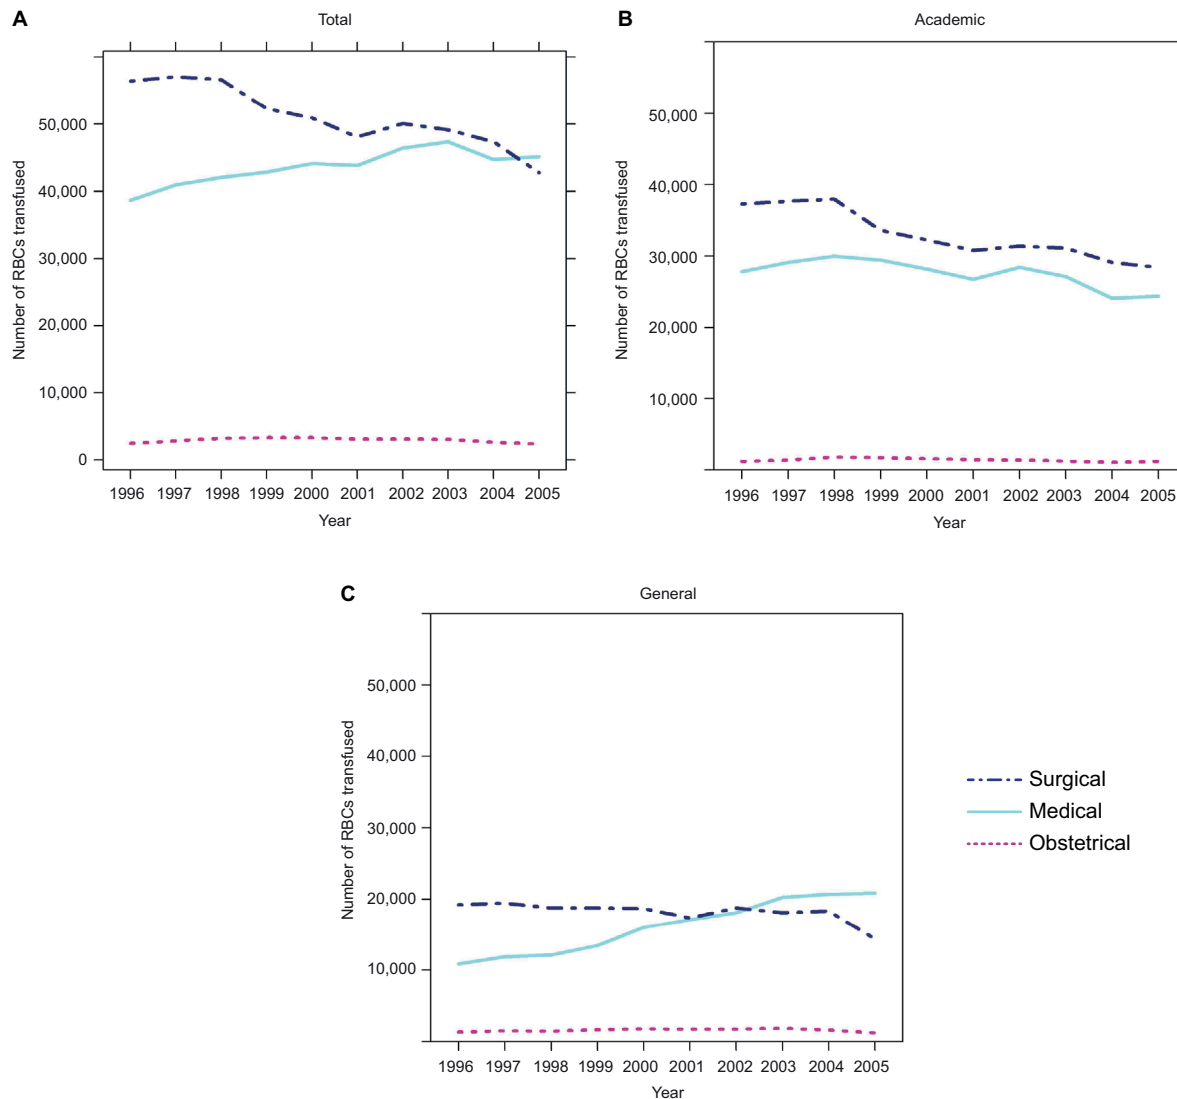 A
Total
Number of RBCs transfused
50,000
40,000
30,000
20,000
10,000
0
1996 1997 1998 1999 2000 2001 2002 2003 2004 2005
Year
B
Academic
Number of RBCs transfused
50,000
40,000
30,000
20,000
10,000
1996 1997 1998 1999 2000 2001 2002 2003 2004 2005
Year
C
General
Number of RBCs transfused
50,000
40,000
30,000
20,000
10,000
1996 1997 1998 1999 2000 2001 2002 2003 2004 2005
Year
Surgical
Medical
Obstetrical